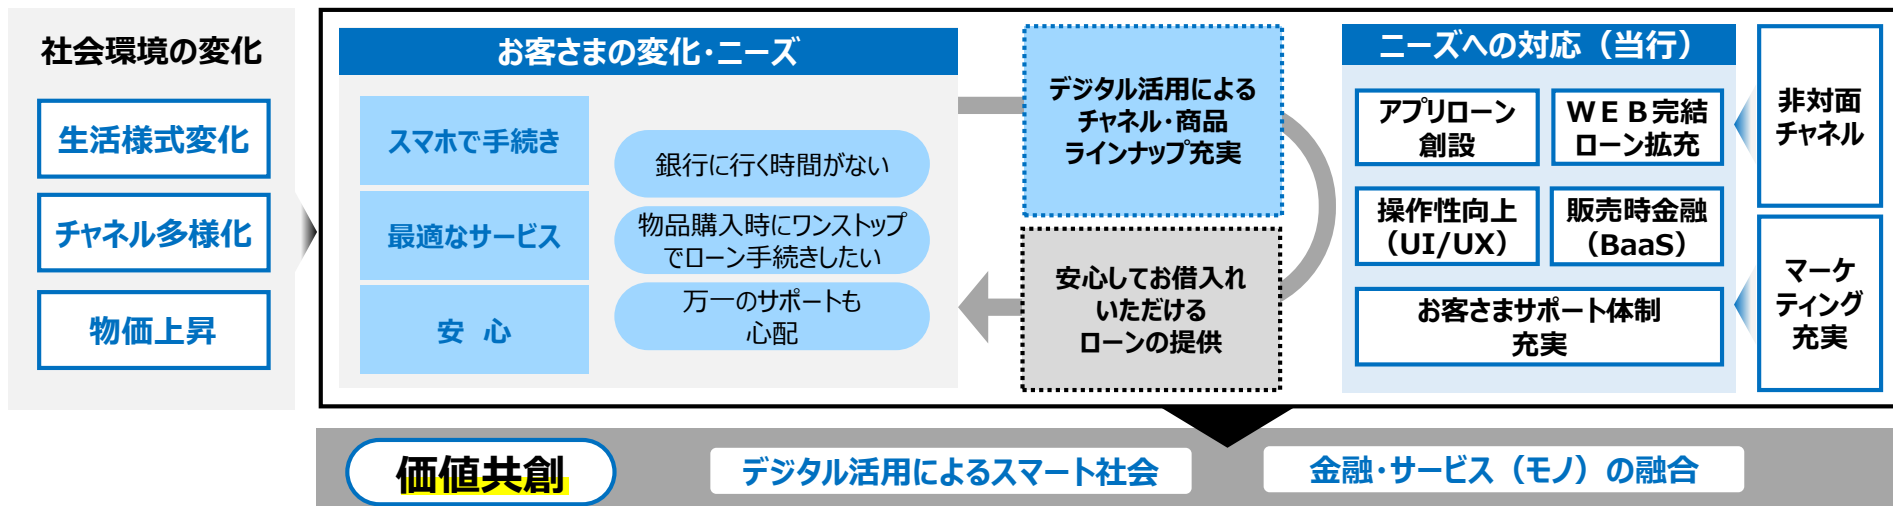 社会環境の変化
生活様式変化
チャネル多様化
物価上昇
お客さまの変化・ニーズ
スマホで手続き
最適なサービス
安 心
銀行に行く時間がない
物品購入時にワンストップ
でローン手続きしたい
万一のサポートも
心配
デジタル活用による
チャネル・商品
ラインナップ充実
安心してお借入れ
いただける
ローンの提供
ニーズへの対応（当行）
アプリローン
創設
ＷＥＢ完結
ローン拡充
操作性向上
（UI/UX）
販売時金融
（BaaS）
お客さまサポート体制
充実
非対面
チャネル
マーケ
ティング
充実
価値共創
デジタル活用によるスマート社会
金融・サービス（モノ）の融合